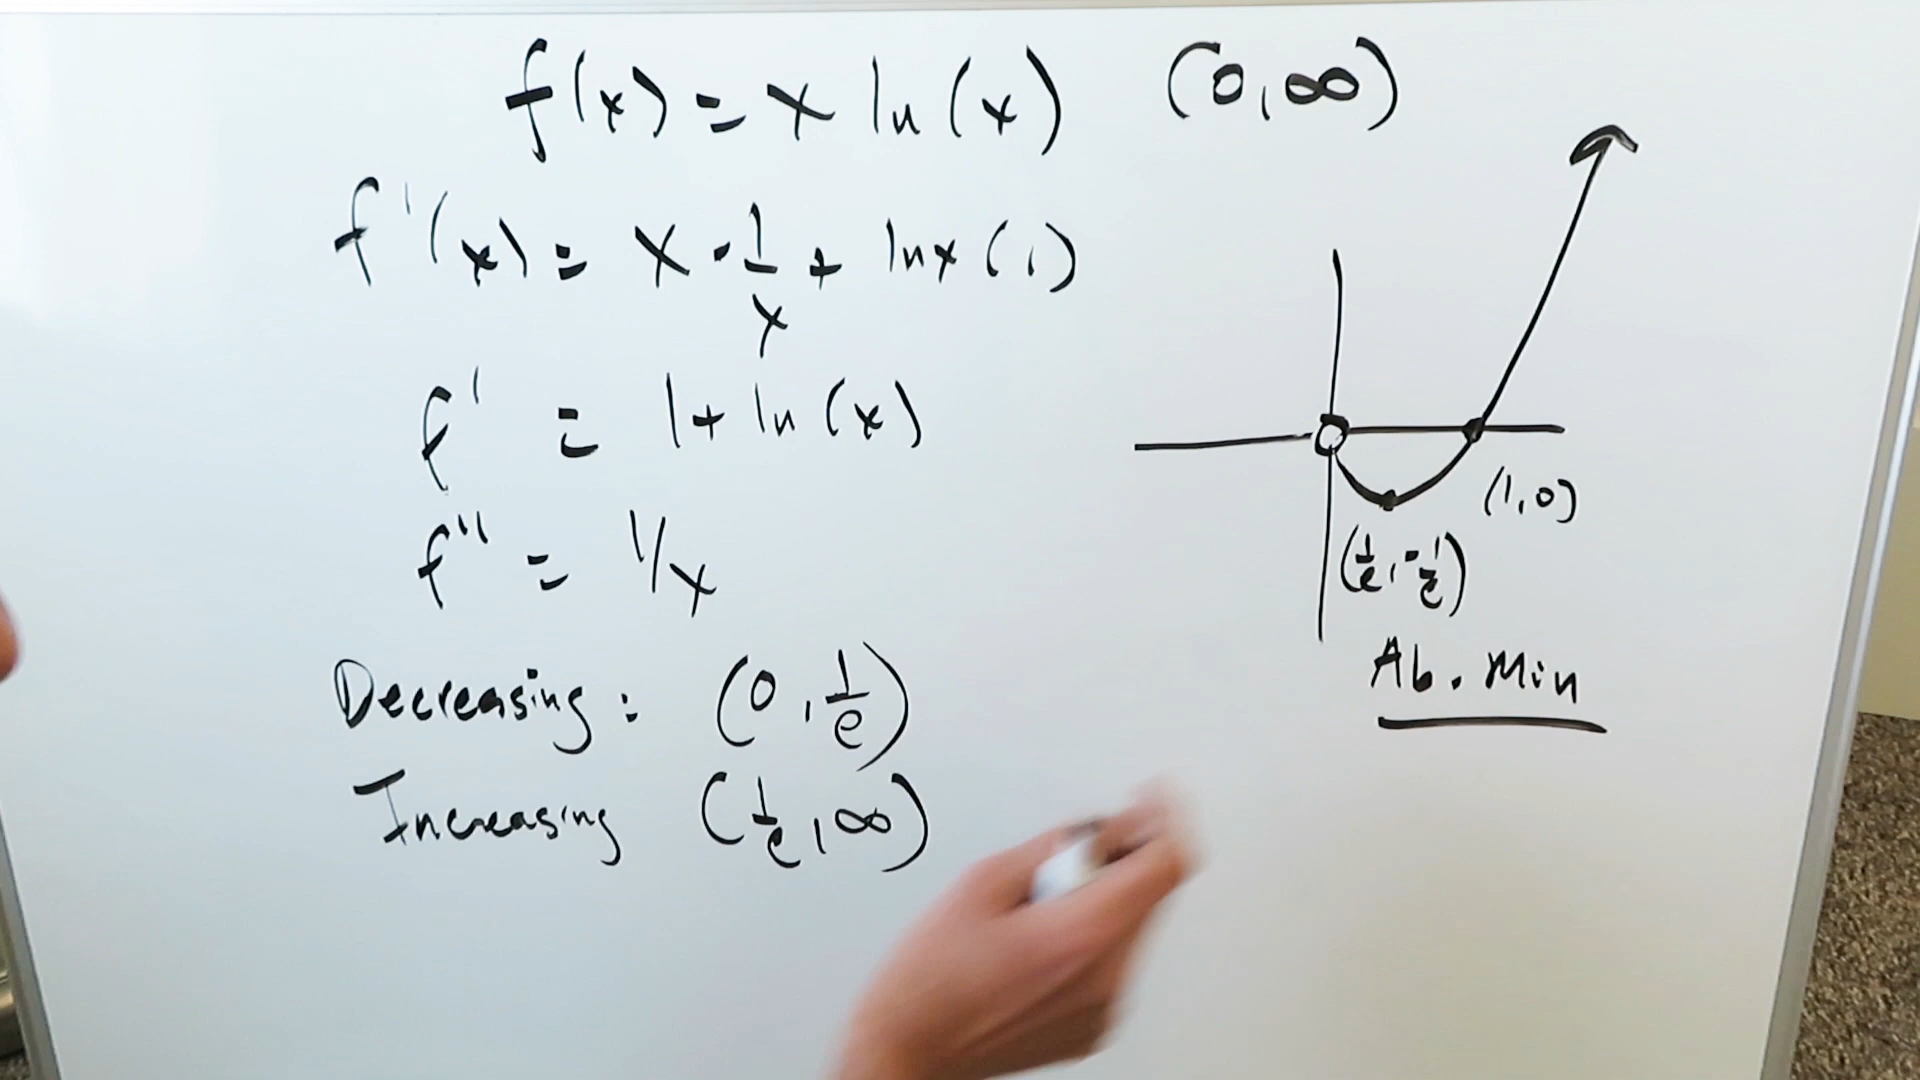 f(x) = x ln(x) (0, ∞)
f'(x) = x · 1/x + lnx(1)
f' = 1 + ln(x)
f'' = 1/x
Decreasing: (0, 1/e)
Increasing (1/e, ∞)
(1, 0)
(1/e, -1/e)
Ab. Min